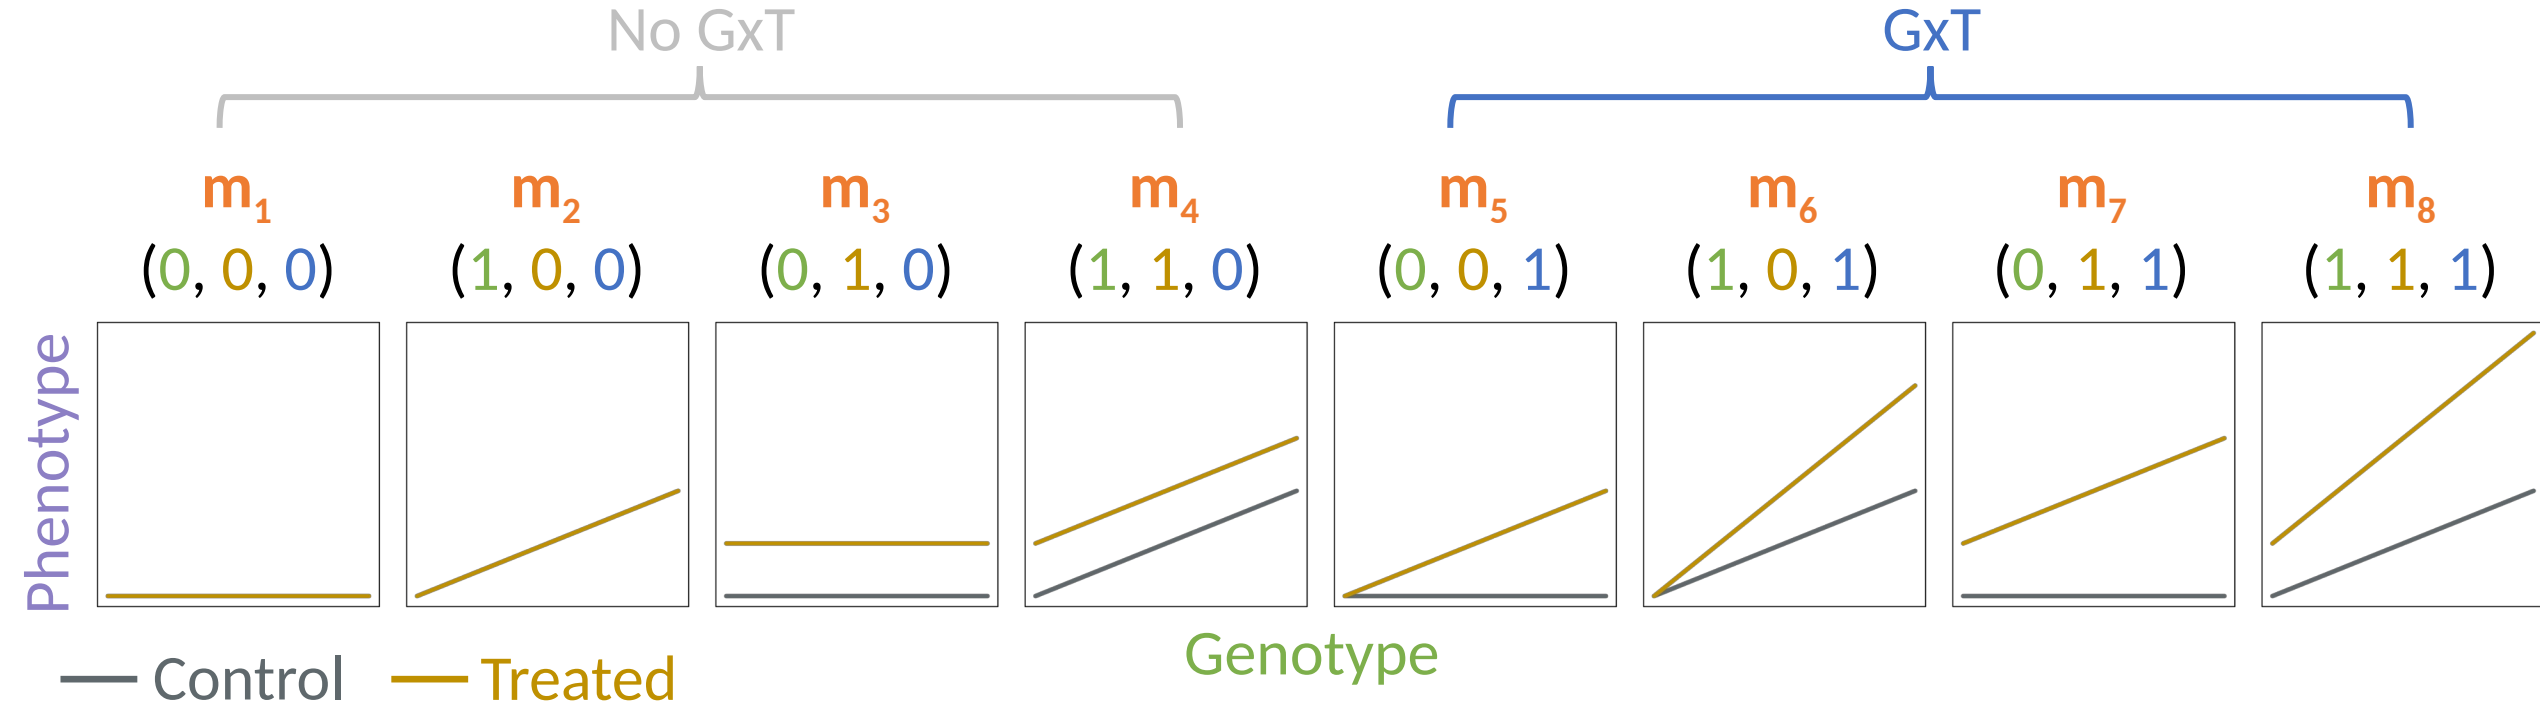 No GxT GxT
m₁ m₂ m₃ m₄ m₅ m₆ m₇ m₈
(0, 0, 0) (1, 0, 0) (0, 1, 0) (1, 1, 0) (0, 0, 1) (1, 0, 1) (0, 1, 1) (1, 1, 1)
Phenotype
Genotype
Control Treated